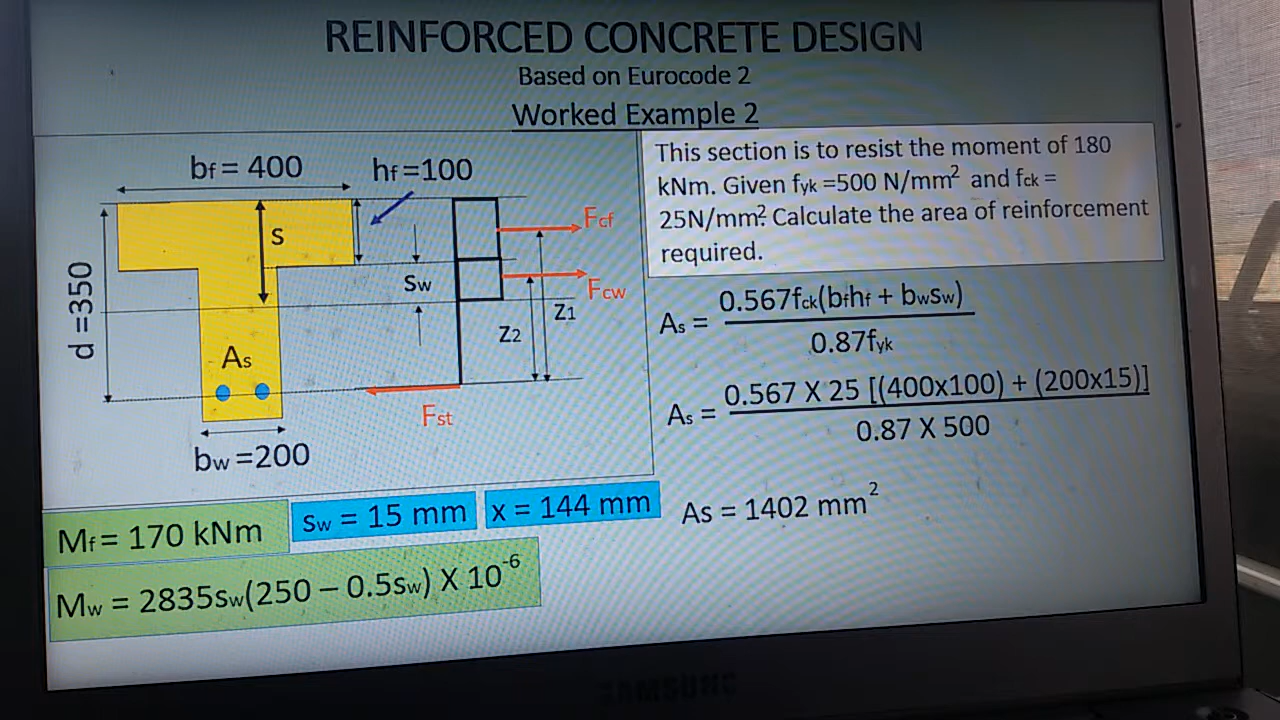 REINFORCED CONCRETE DESIGN
Based on Eurocode 2
Worked Example 2
bf = 400
hf =100
s
Fcf
sw
Fcw
d =350
z2
z1
As
Fst
bw =200
This section is to resist the moment of 180
kNm. Given fyk =500 N/mm² and fck =
25N/mm². Calculate the area of reinforcement
required.
As = 0.567fck(bfhf + bwsw)
0.87fyk
As = 0.567 X 25 [(400x100) + (200x15)]
0.87 X 500
As = 1402 mm²
Mf = 170 kNm
sw = 15 mm
x = 144 mm
Mw = 2835sw(250 – 0.5sw) X 10⁻⁶
SAMSUNG